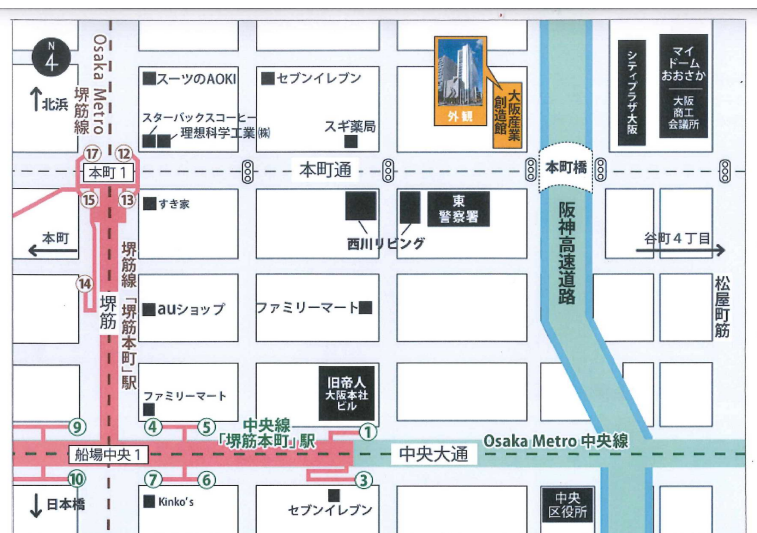 N
4
北浜
Osaka Metro
堺筋線
スーツのAOKI
セブンイレブン
スターバックスコーヒー
理想科学工業㈱
スギ薬局
外観
大阪産業
創造館
シティプラザ大阪
マイ
ドーム
おおさか
大阪
商工
会議所
⑰
⑫
本町1
⑮
⑬
本町通
本町橋
すき家
西川リビング
東
警察署
阪神高速道路
本町
谷町4丁目
松屋町筋
⑭
堺筋
堺筋線「堺筋本町」駅
auショップ
ファミリーマート
ファミリーマート
旧帝人
大阪本社
ビル
⑨
④
⑤
中央線
「堺筋本町」駅
①
船場中央1
中央大通
Osaka Metro 中央線
⑩
⑦
⑥
③
日本橋
Kinko's
セブンイレブン
中央
区役所